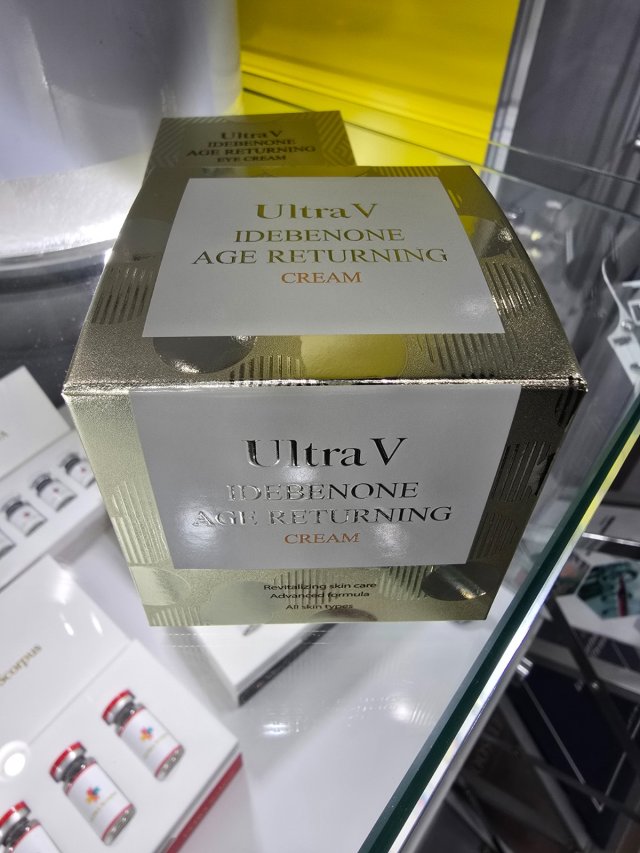 Ultra V
IDEBENONE
AGE RETURNING
EYE CREAM
Ultra V
IDEBENONE
AGE RETURNING
CREAM
Ultra V
IDEBENONE
AGE RETURNING
CREAM
Revitalizing skin care
Advanced formula
All skin types